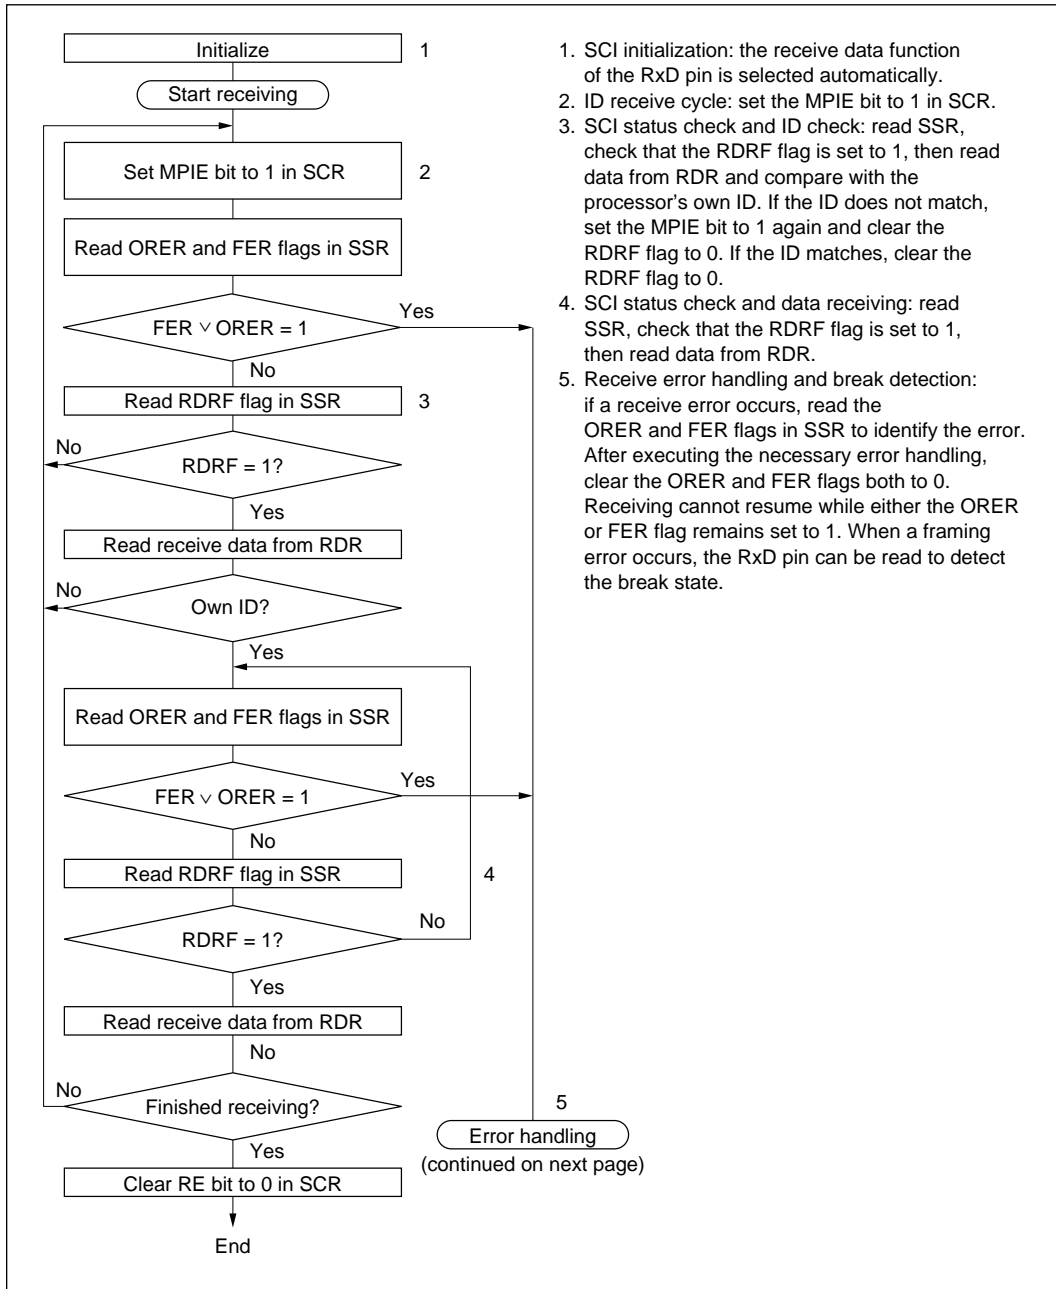 Initialize
1
Start receiving
Set MPIE bit to 1 in SCR
2
Read ORER and FER flags in SSR
FER ∨ ORER = 1
Yes
No
Read RDRF flag in SSR
3
No
RDRF = 1?
Yes
Read receive data from RDR
No
Own ID?
Yes
Read ORER and FER flags in SSR
FER ∨ ORER = 1
Yes
No
Read RDRF flag in SSR
4
No
RDRF = 1?
Yes
Read receive data from RDR
No
No
Finished receiving?
5
Error handling
(continued on next page)
Yes
Clear RE bit to 0 in SCR
End
1. SCI initialization: the receive data function
of the RxD pin is selected automatically.
2. ID receive cycle: set the MPIE bit to 1 in SCR.
3. SCI status check and ID check: read SSR,
check that the RDRF flag is set to 1, then read
data from RDR and compare with the
processor's own ID. If the ID does not match,
set the MPIE bit to 1 again and clear the
RDRF flag to 0. If the ID matches, clear the
RDRF flag to 0.
4. SCI status check and data receiving: read
SSR, check that the RDRF flag is set to 1,
then read data from RDR.
5. Receive error handling and break detection:
if a receive error occurs, read the
ORER and FER flags in SSR to identify the error.
After executing the necessary error handling,
clear the ORER and FER flags both to 0.
Receiving cannot resume while either the ORER
or FER flag remains set to 1. When a framing
error occurs, the RxD pin can be read to detect
the break state.